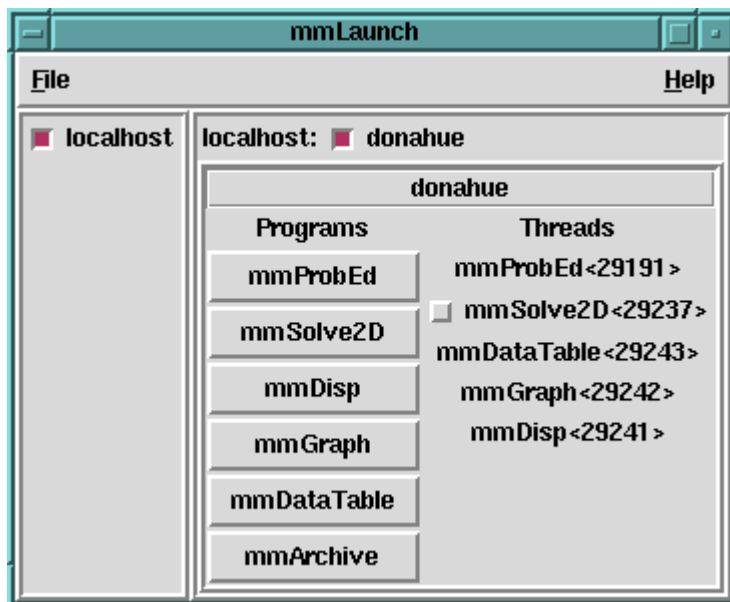 mmLaunch
File Help
localhost
localhost: donahue
donahue
Programs Threads
mmProbEd
mmSolve2D
mmDisp
mmGraph
mmDataTable
mmArchive
mmProbEd<29191>
mmSolve2D<29237>
mmDataTable<29243>
mmGraph<29242>
mmDisp<29241>